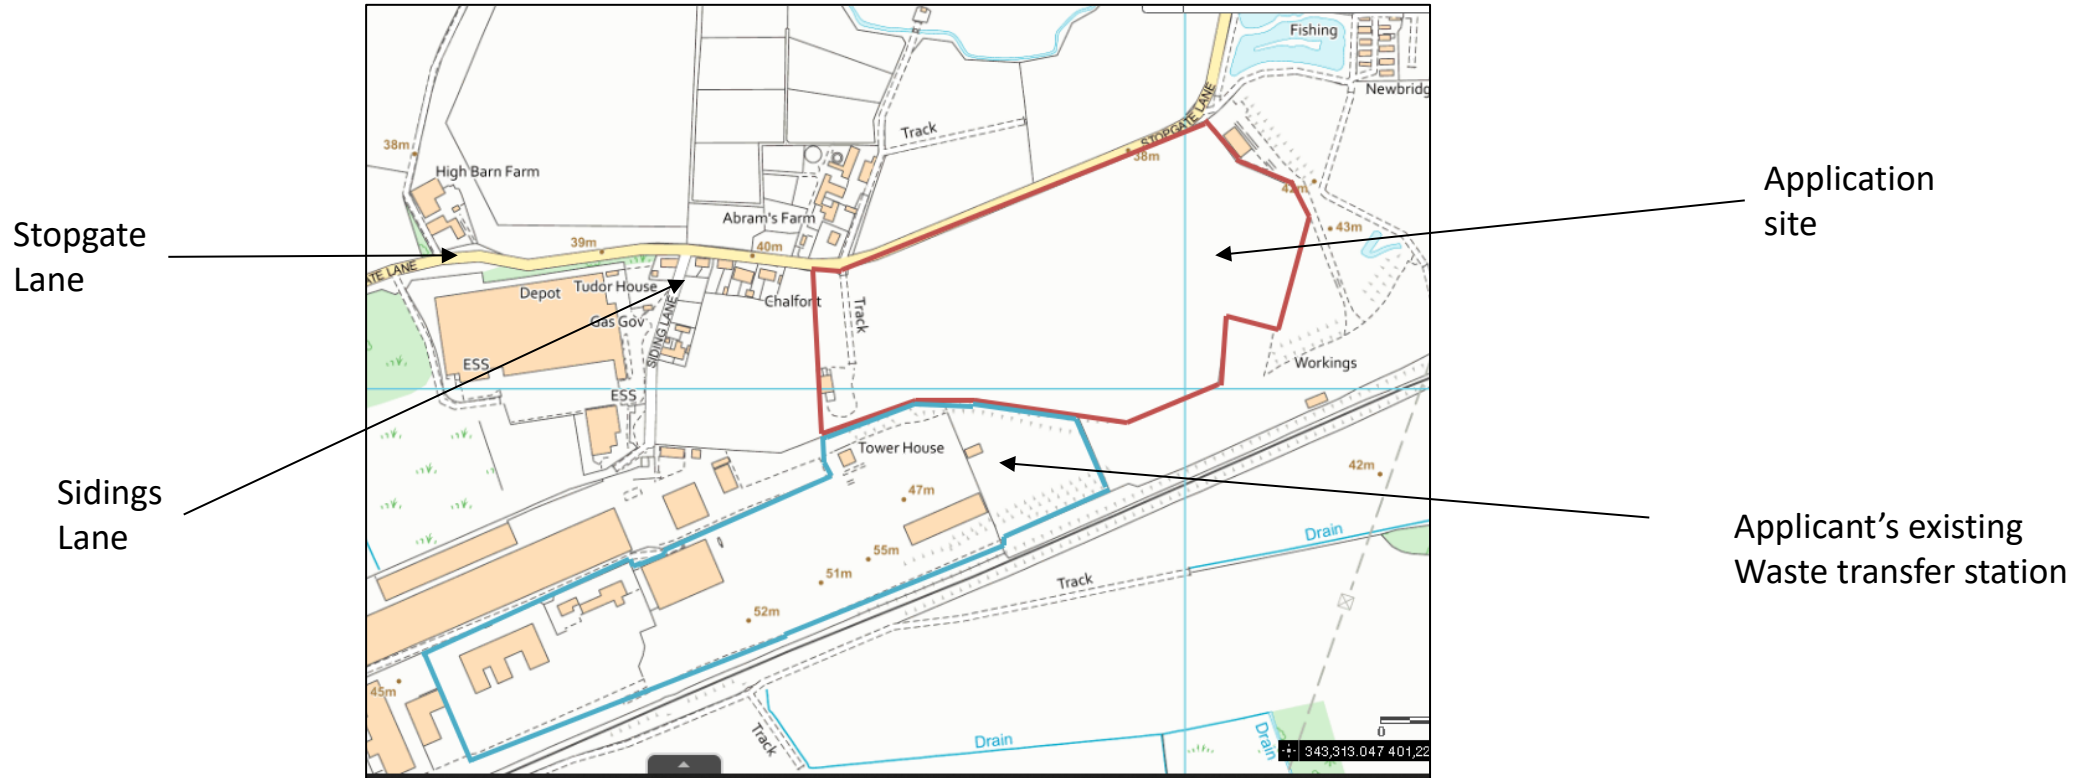 Fishing
Newbridg
STOPGATE LANE
Track
38m
38m
High Barn Farm
42m
Application
site
Stopgate
Lane
Abram's Farm
43m
39m
40m
ATE LANE
Depot
Tudor House
Chalfont
Track
Gas Gov
SIDING LANE
ESS
Workings
ESS
Tower House
42m
47m
Sidings
Lane
Applicant’s existing
Waste transfer station
Drain
55m
51m
Track
52m
45m
Track
Drain
Drain
0
343,313.047 401,22